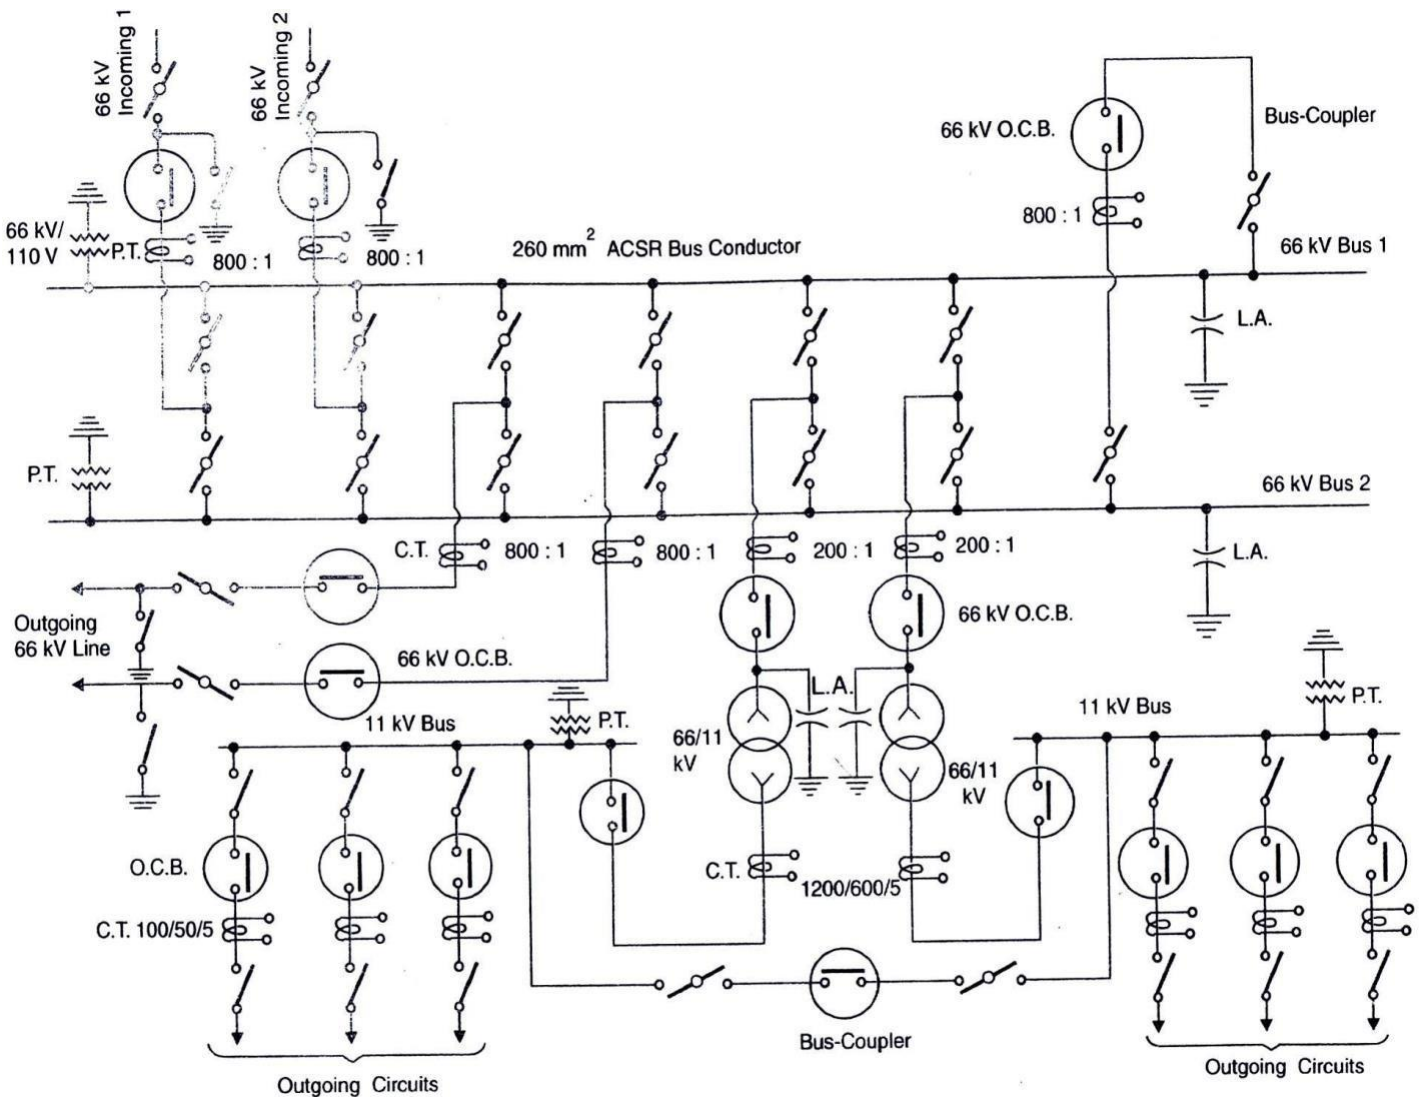 66 kV
Incoming 1
66 kV
Incoming 2
66 kV O.C.B.
Bus-Coupler
66 kV/
110 V
P.T.
800 : 1
800 : 1
260 mm² ACSR Bus Conductor
800 : 1
66 kV Bus 1
L.A.
P.T.
66 kV Bus 2
C.T.
800 : 1
800 : 1
200 : 1
200 : 1
L.A.
Outgoing
66 kV Line
66 kV O.C.B.
66 kV O.C.B.
L.A.
11 kV Bus
P.T.
66/11
kV
66/11
kV
11 kV Bus
P.T.
O.C.B.
C.T. 100/50/5
C.T.
1200/600/5
Bus-Coupler
Outgoing Circuits
Outgoing Circuits